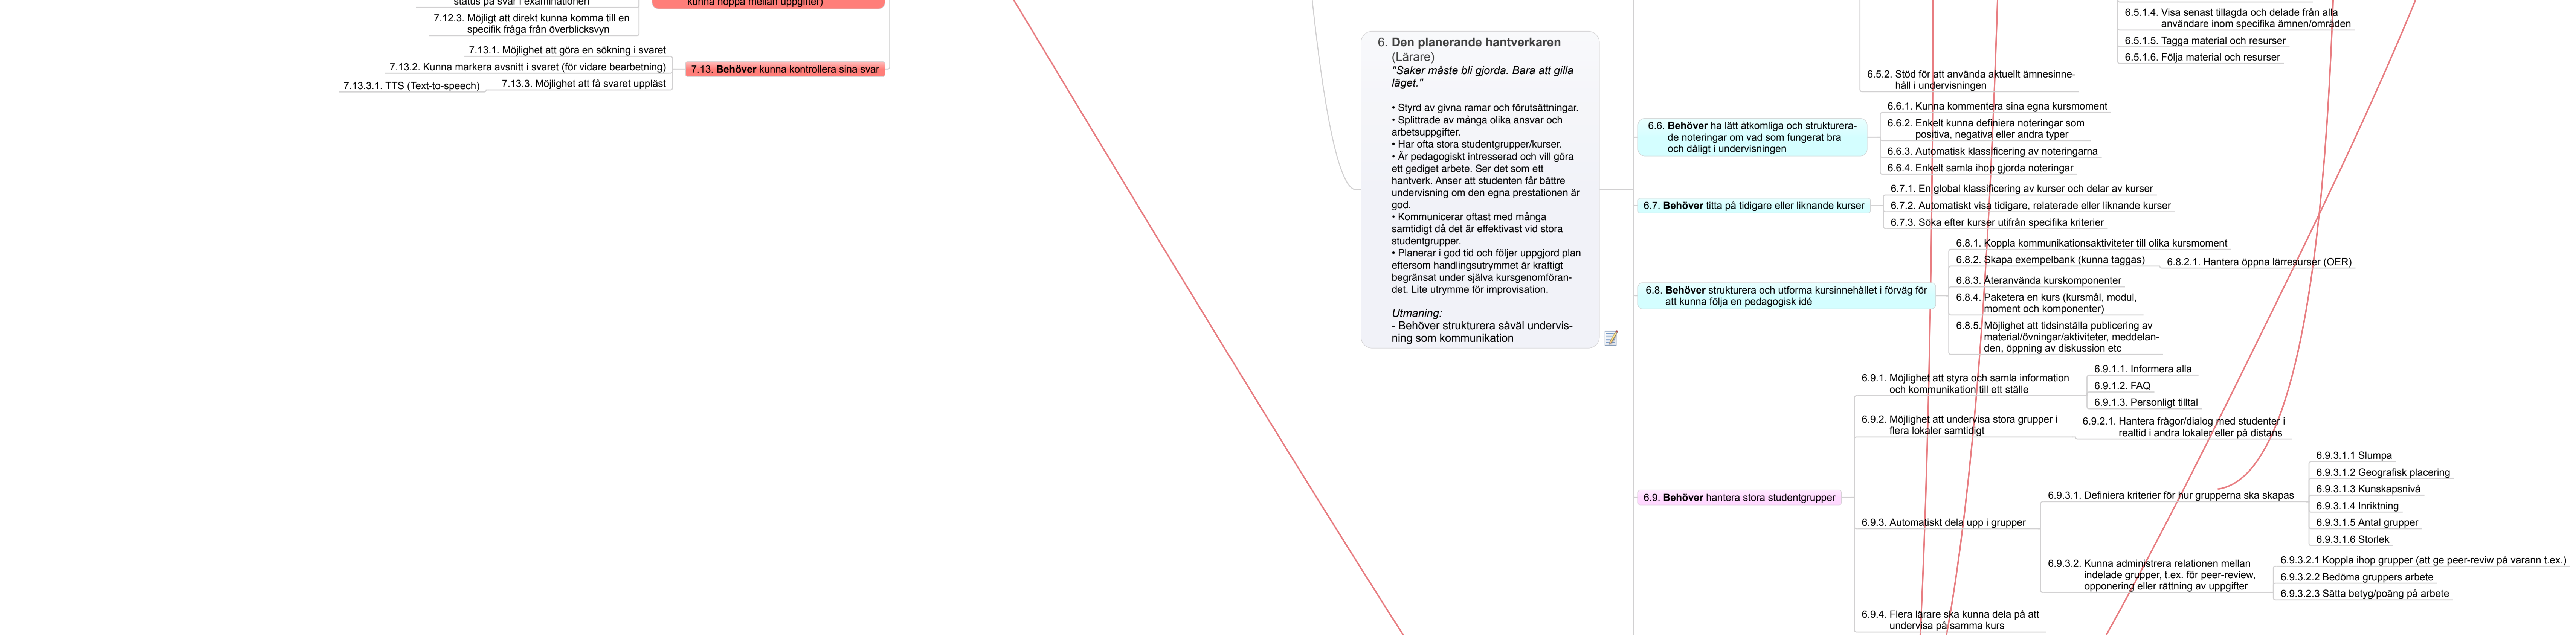 status på svar i examinationen
kunna hoppa mellan uppgifter)
7.12.3. Möjligt att direkt kunna komma till en
specifik fråga från överblicksvyn
7.13.1. Möjlighet att göra en sökning i svaret
7.13.2. Kunna markera avsnitt i svaret (för vidare bearbetning)
7.13.3.1. TTS (Text-to-speech)
7.13.3. Möjlighet att få svaret uppläst
7.13. Behöver kunna kontrollera sina svar
6. Den planerande hantverkaren
(Lärare)
"Saker måste bli gjorda. Bara att gilla
läget."
• Styrd av givna ramar och förutsättningar.
• Splittrade av många olika ansvar och
arbetsuppgifter.
• Har ofta stora studentgrupper/kurser.
• Är pedagogiskt intresserad och vill göra
ett gediget arbete. Ser det som ett
hantverk. Anser att studenten får bättre
undervisning om den egna prestationen är
god.
• Kommunicerar oftast med många
samtidigt då det är effektivast vid stora
studentgrupper.
• Planerar i god tid och följer uppgjord plan
eftersom handlingsutrymmet är kraftigt
begränsat under själva kursgenomföran-
det. Lite utrymme för improvisation.
Utmaning:
- Behöver strukturera såväl undervis-
ning som kommunikation
6.5.1.4. Visa senast tillagda och delade från alla
användare inom specifika ämnen/områden
6.5.1.5. Tagga material och resurser
6.5.1.6. Följa material och resurser
6.5.2. Stöd för att använda aktuellt ämnesinne-
håll i undervisningen
6.6. Behöver ha lätt åtkomliga och strukturera-
de noteringar om vad som fungerat bra
och dåligt i undervisningen
6.6.1. Kunna kommentera sina egna kursmoment
6.6.2. Enkelt kunna definiera noteringar som
positiva, negativa eller andra typer
6.6.3. Automatisk klassificering av noteringarna
6.6.4. Enkelt samla ihop gjorda noteringar
6.7. Behöver titta på tidigare eller liknande kurser
6.7.1. En global klassificering av kurser och delar av kurser
6.7.2. Automatiskt visa tidigare, relaterade eller liknande kurser
6.7.3. Söka efter kurser utifrån specifika kriterier
6.8. Behöver strukturera och utforma kursinnehållet i förväg för
att kunna följa en pedagogisk idé
6.8.1. Koppla kommunikationsaktiviteter till olika kursmoment
6.8.2. Skapa exempelbank (kunna taggas)
6.8.2.1. Hantera öppna lärresurser (OER)
6.8.3. Återanvända kurskomponenter
6.8.4. Paketera en kurs (kursmål, modul,
moment och komponenter)
6.8.5. Möjlighet att tidsinställa publicering av
material/övningar/aktiviteter, meddelan-
den, öppning av diskussion etc
6.9. Behöver hantera stora studentgrupper
6.9.1. Möjlighet att styra och samla information
och kommunikation till ett ställe
6.9.1.1. Informera alla
6.9.1.2. FAQ
6.9.1.3. Personligt tilltal
6.9.2. Möjlighet att undervisa stora grupper i
flera lokaler samtidigt
6.9.2.1. Hantera frågor/dialog med studenter i
realtid i andra lokaler eller på distans
6.9.3. Automatiskt dela upp i grupper
6.9.3.1. Definiera kriterier för hur grupperna ska skapas
6.9.3.1.1 Slumpa
6.9.3.1.2 Geografisk placering
6.9.3.1.3 Kunskapsnivå
6.9.3.1.4 Inriktning
6.9.3.1.5 Antal grupper
6.9.3.1.6 Storlek
6.9.3.2. Kunna administrera relationen mellan
indelade grupper, t.ex. för peer-review,
opponering eller rättning av uppgifter
6.9.3.2.1 Koppla ihop grupper (att ge peer-reviw på varann t.ex.)
6.9.3.2.2 Bedöma gruppers arbete
6.9.3.2.3 Sätta betyg/poäng på arbete
6.9.4. Flera lärare ska kunna dela på att
undervisa på samma kurs